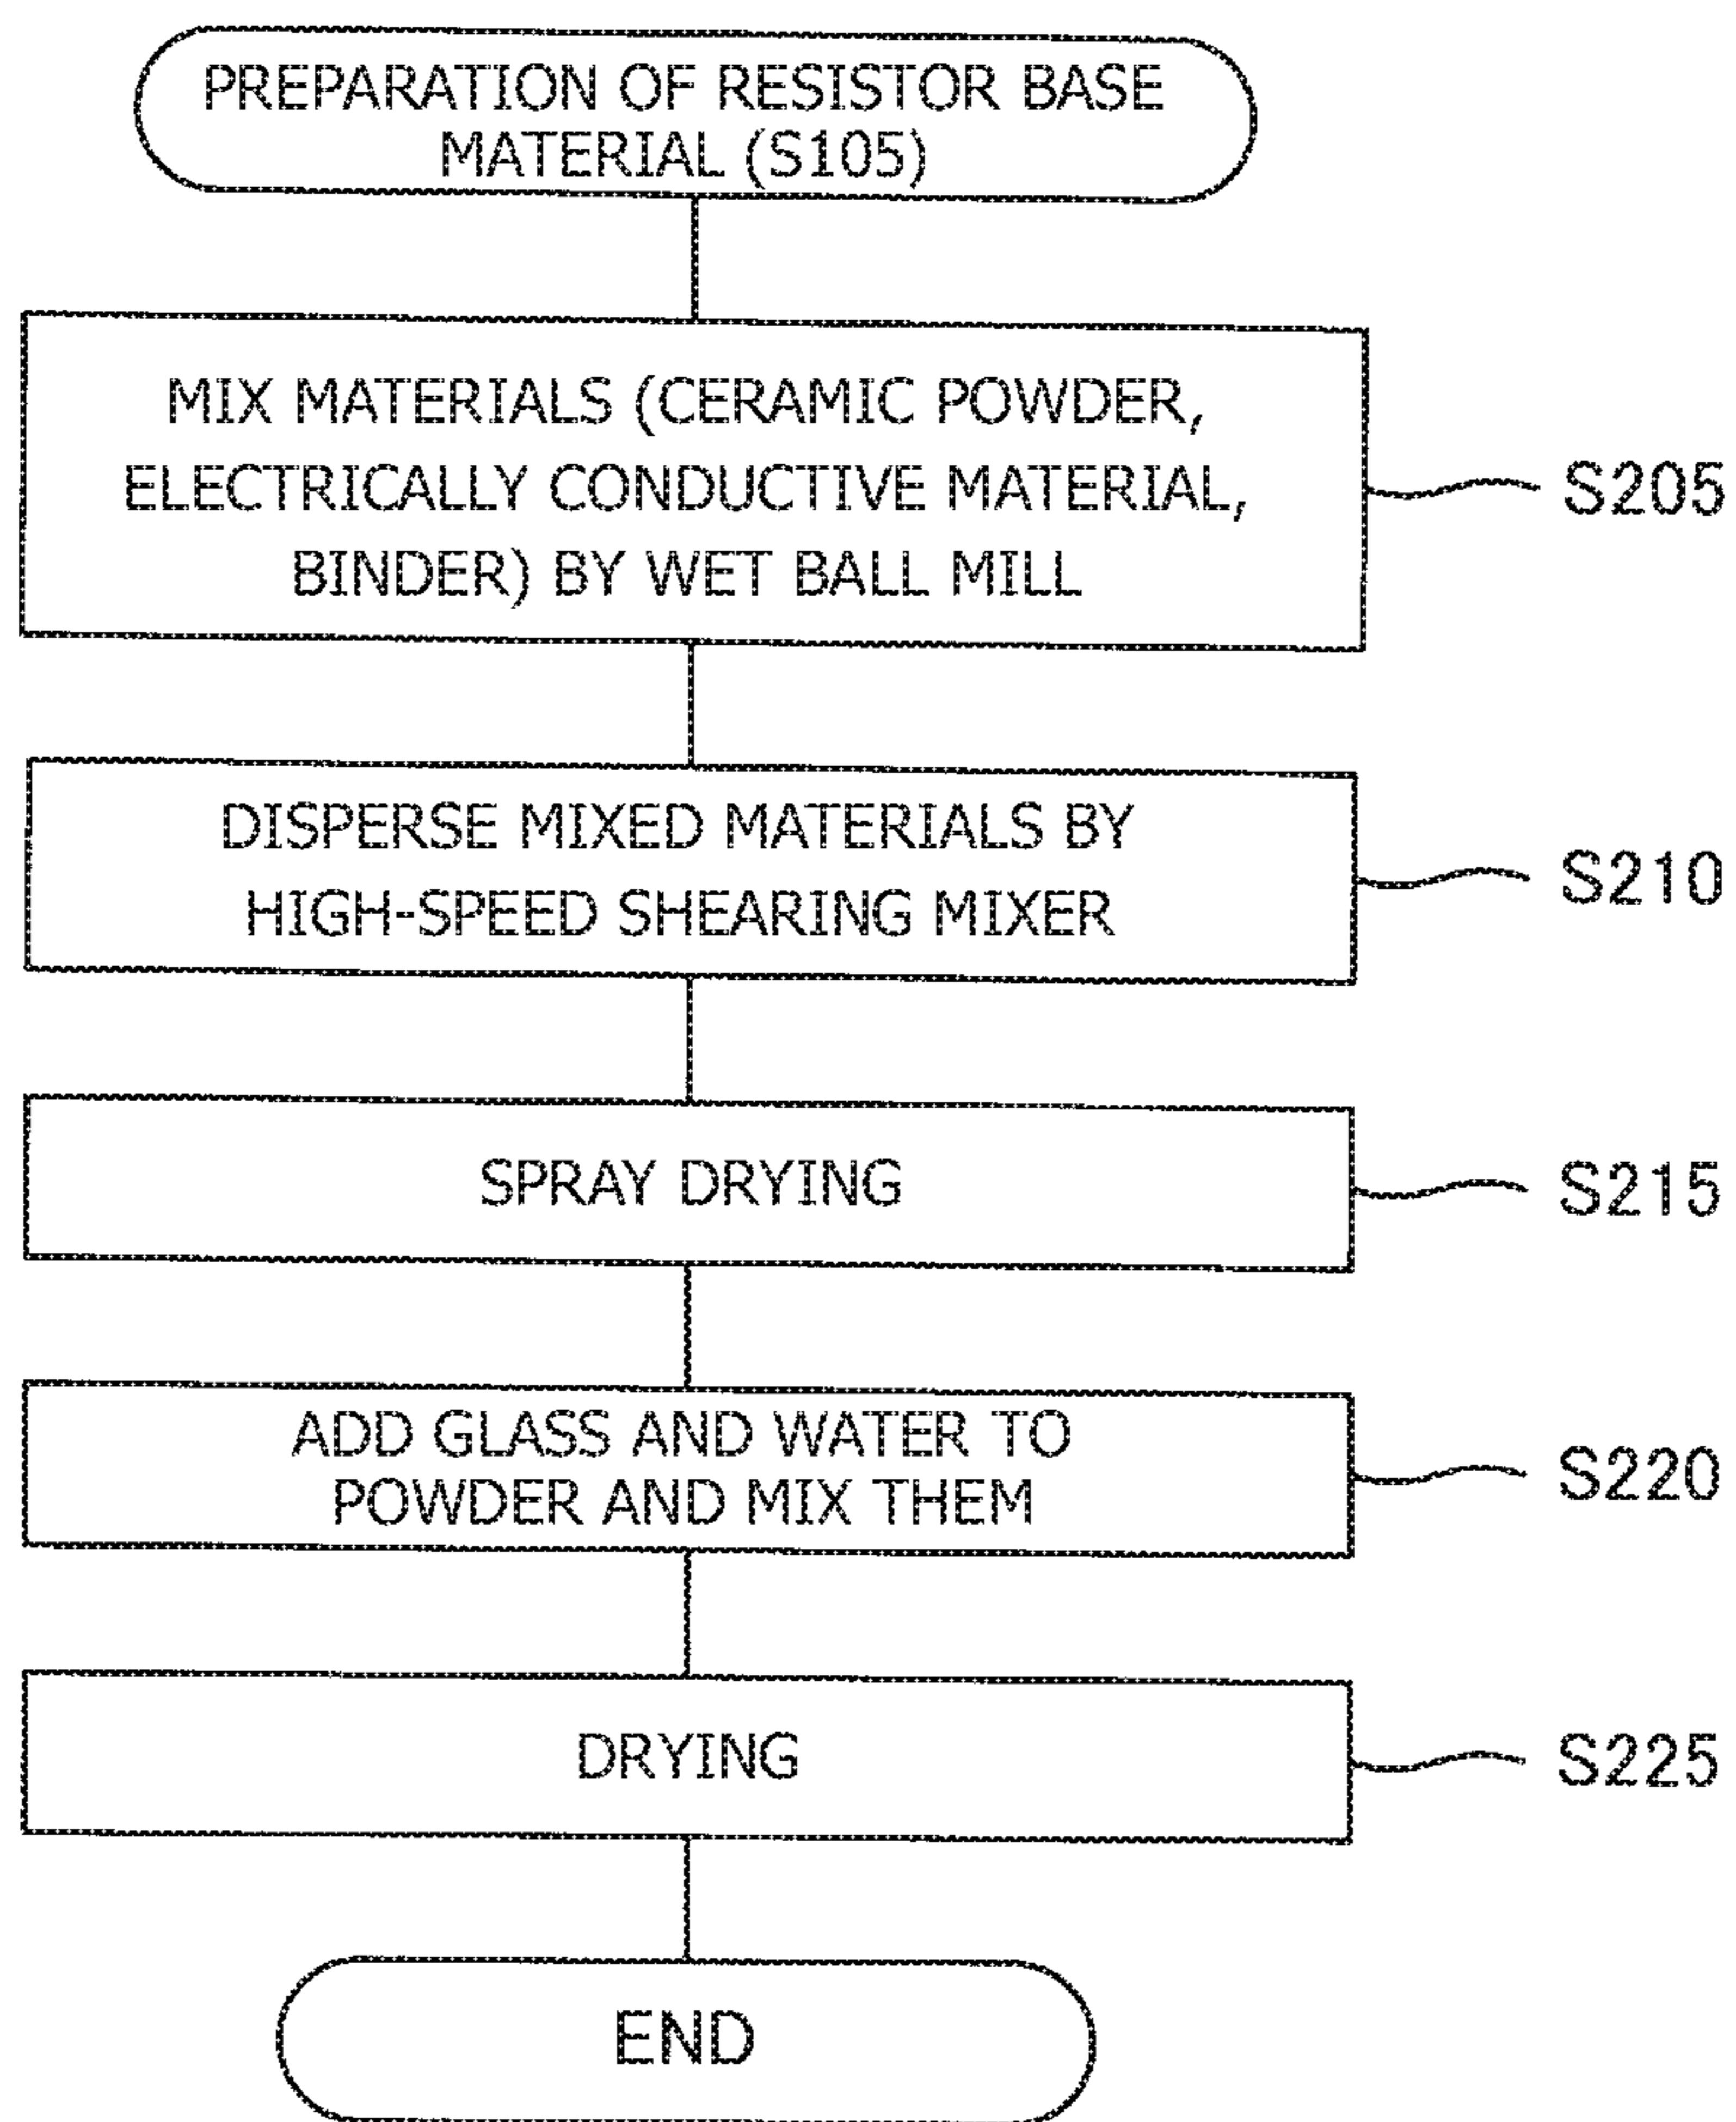 PREPARATION OF RESISTOR BASE
MATERIAL (S105)
MIX MATERIALS (CERAMIC POWDER,
ELECTRICALLY CONDUCTIVE MATERIAL,
BINDER) BY WET BALL MILL
S205
DISPERSE MIXED MATERIALS BY
HIGH-SPEED SHEARING MIXER
S210
SPRAY DRYING
S215
ADD GLASS AND WATER TO
POWDER AND MIX THEM
S220
DRYING
S225
END